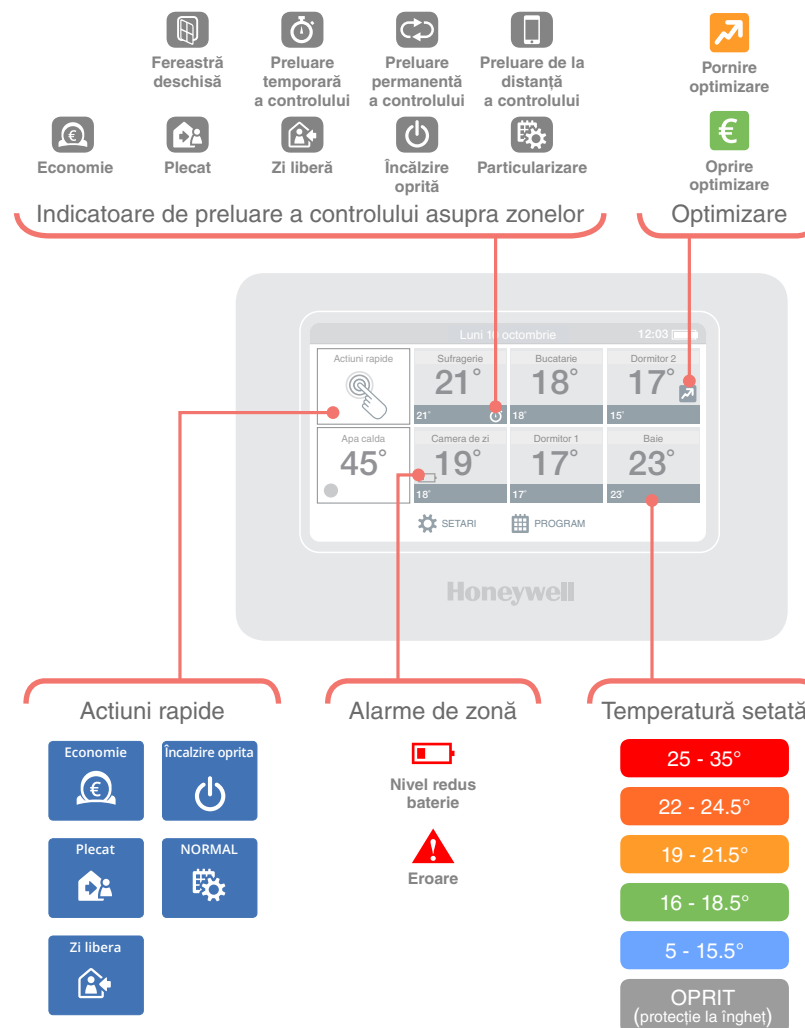 Fereastră
deschisă
Preluare
temporară
a controlului
Preluare
permanentă
a controlului
Preluare de la
distanță
a controlului
Pornire
optimizare
Economie
Plecat
Zi liberă
Încălzire
oprită
Particularizare
Oprire
optimizare
Indicatoare de preluare a controlului asupra zonelor
Optimizare
Luni 10 octombrie
12:03
Actiuni rapide
Sufragerie
21°
21°
Bucatarie
18°
18°
Dormitor 2
17°
15°
Apa calda
45°
Camera de zi
19°
18°
Dormitor 1
17°
17°
Baie
23°
23°
SETARI
PROGRAM
Honeywell
Actiuni rapide
Economie
€
Încalzire oprita
Plecat
NORMAL
Zi libera
Alarme de zonă
Nivel redus
baterie
Eroare
Temperatură setată
25 - 35°
22 - 24.5°
19 - 21.5°
16 - 18.5°
5 - 15.5°
OPRIT
(protecție la îngheț)